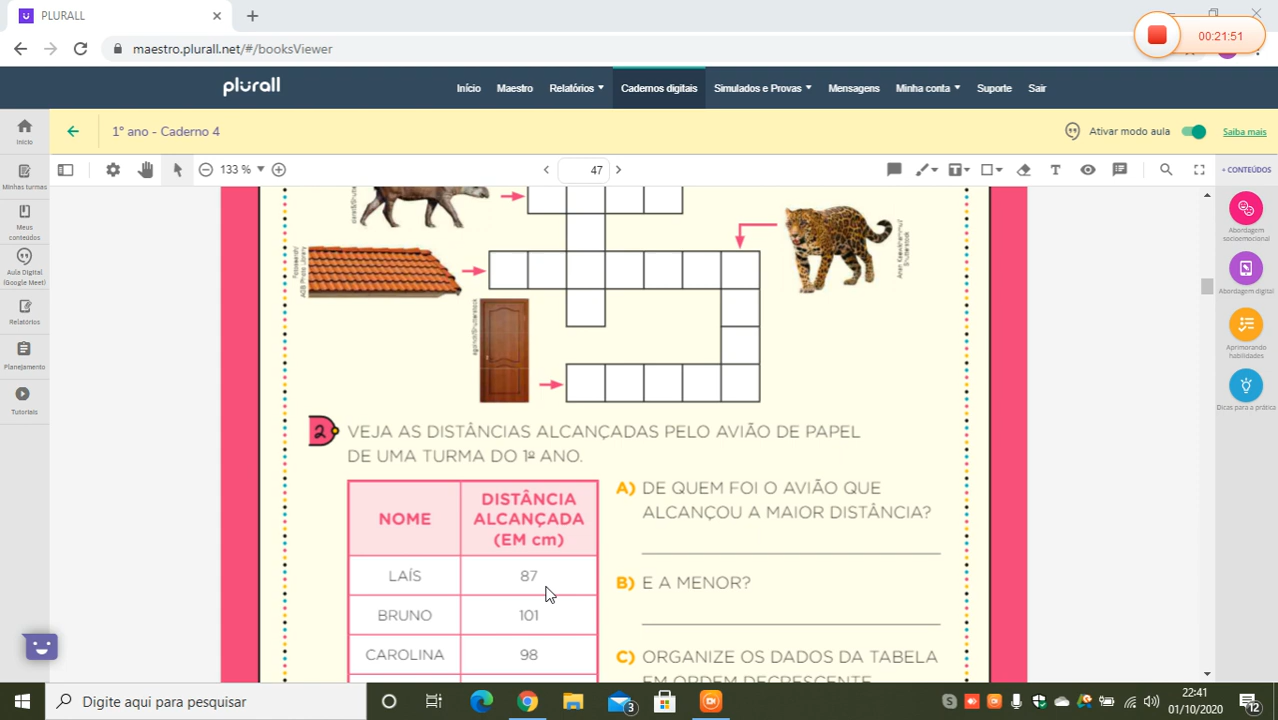 PLURALL
maestro.plurall.net/#/booksViewer
00:21:51
plurall
Início
Maestro
Relatórios
Cadernos digitais
Simulados e Provas
Mensagens
Minha conta
Suporte
Sair
1º ano - Caderno 4
Ativar modo aula
Saiba mais
133 %
47
+ CONTEÚDOS
Início
Minhas turmas
Meus
conteúdos
Aula Digital
(Google Meet)
Relatórios
Planejamento
Tutoriais
Abordagem
socioemocional
Abordagem digital
Aprimorando
habilidades
Dicas para a prática
2 VEJA AS DISTÂNCIAS ALCANÇADAS PELO AVIÃO DE PAPEL
DE UMA TURMA DO 1º ANO.
NOME
DISTÂNCIA
ALCANÇADA
(EM cm)
LAÍS 87
BRUNO 101
CAROLINA 98
A) DE QUEM FOI O AVIÃO QUE
ALCANÇOU A MAIOR DISTÂNCIA?
B) E A MENOR?
C) ORGANIZE OS DADOS DA TABELA
EM ORDEM DECRESCENTE
Digite aqui para pesquisar
3
22:41
01/10/2020
12